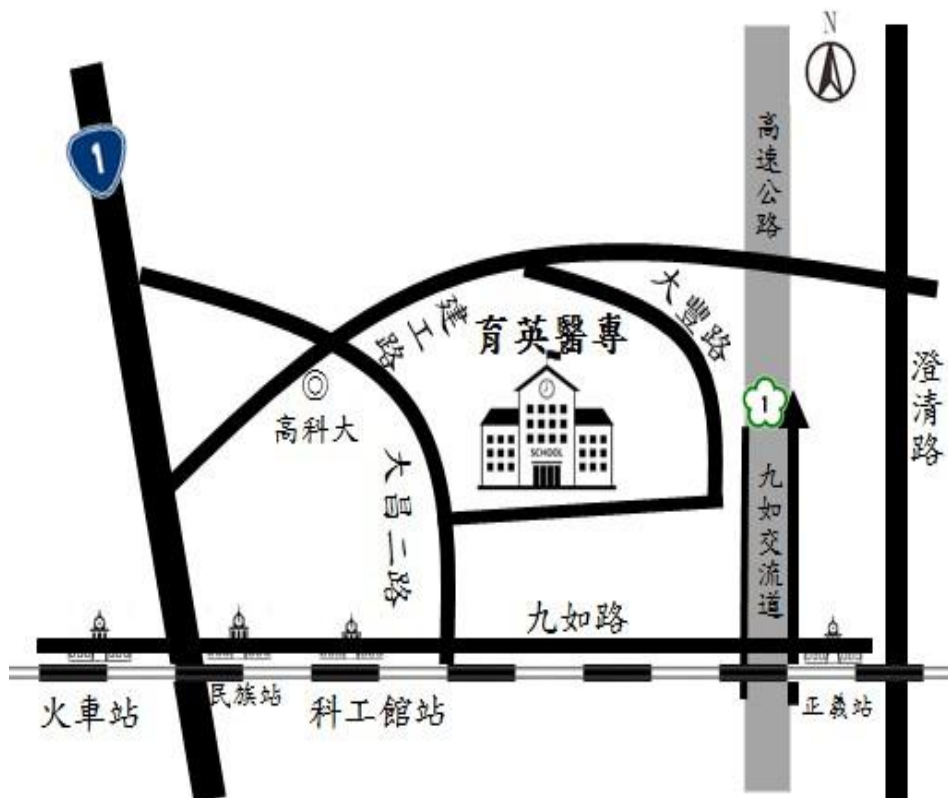 N
1
高速公路
大豐路
建工路
育英醫專
SCHOOL
1
澄清路
高科大
大昌二路
九如交流道
九如路
火車站
民族站
科工館站
正義站